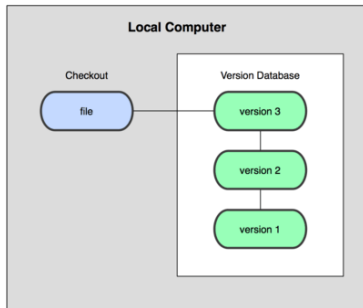 Local Computer
Checkout
Version Database
file
version 3
version 2
version 1